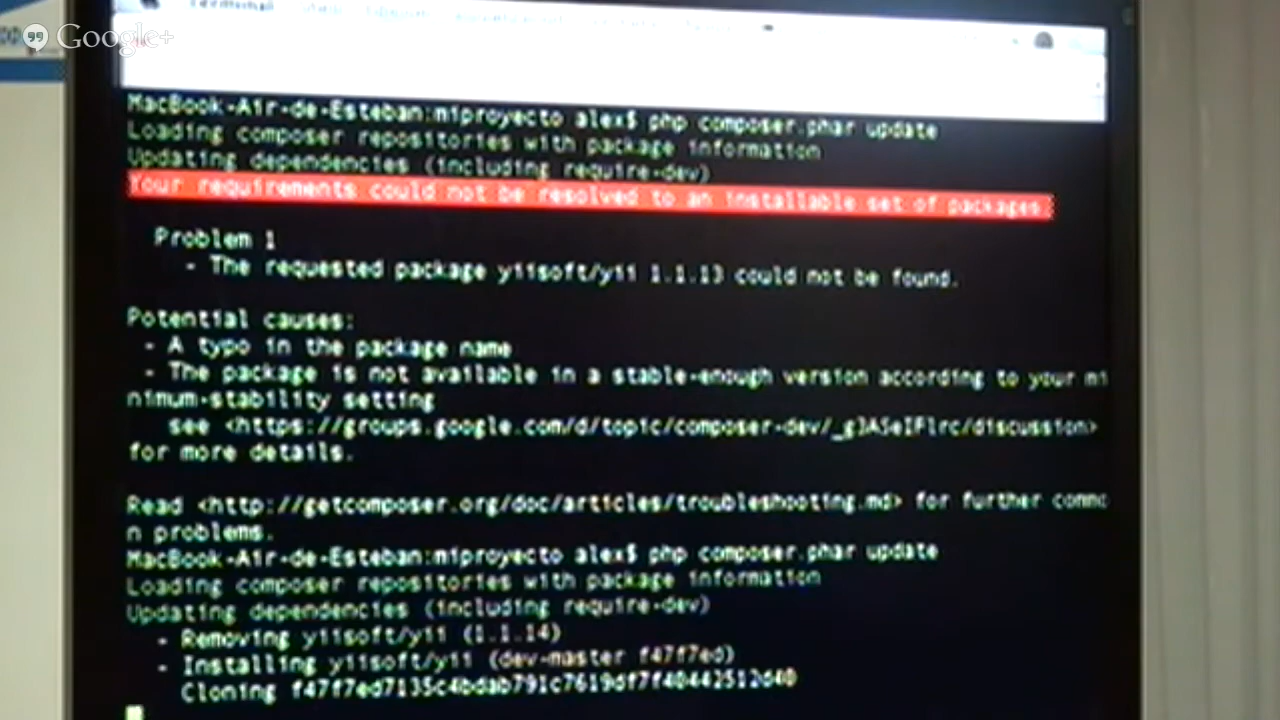 Google+
Terminal
MacBook-Air-de-Esteban:miproyecto alex$ php composer.phar update
Loading composer repositories with package information
Updating dependencies (including require-dev)
Your requirements could not be resolved to an installable set of packages.
Problem 1
- The requested package yiisoft/yii 1.1.13 could not be found.
Potential causes:
- A typo in the package name
- The package is not available in a stable-enough version according to your mi
nimum-stability setting
see <https://groups.google.com/d/topic/composer-dev/_g3ASeIFlrc/discussion>
for more details.
Read <http://getcomposer.org/doc/articles/troubleshooting.md> for further commo
n problems.
MacBook-Air-de-Esteban:miproyecto alex$ php composer.phar update
Loading composer repositories with package information
Updating dependencies (including require-dev)
- Removing yiisoft/yii (1.1.14)
- Installing yiisoft/yii (dev-master f47f7ed)
Cloning f47f7ed7135c4bdab791c7619df7f40442512d40